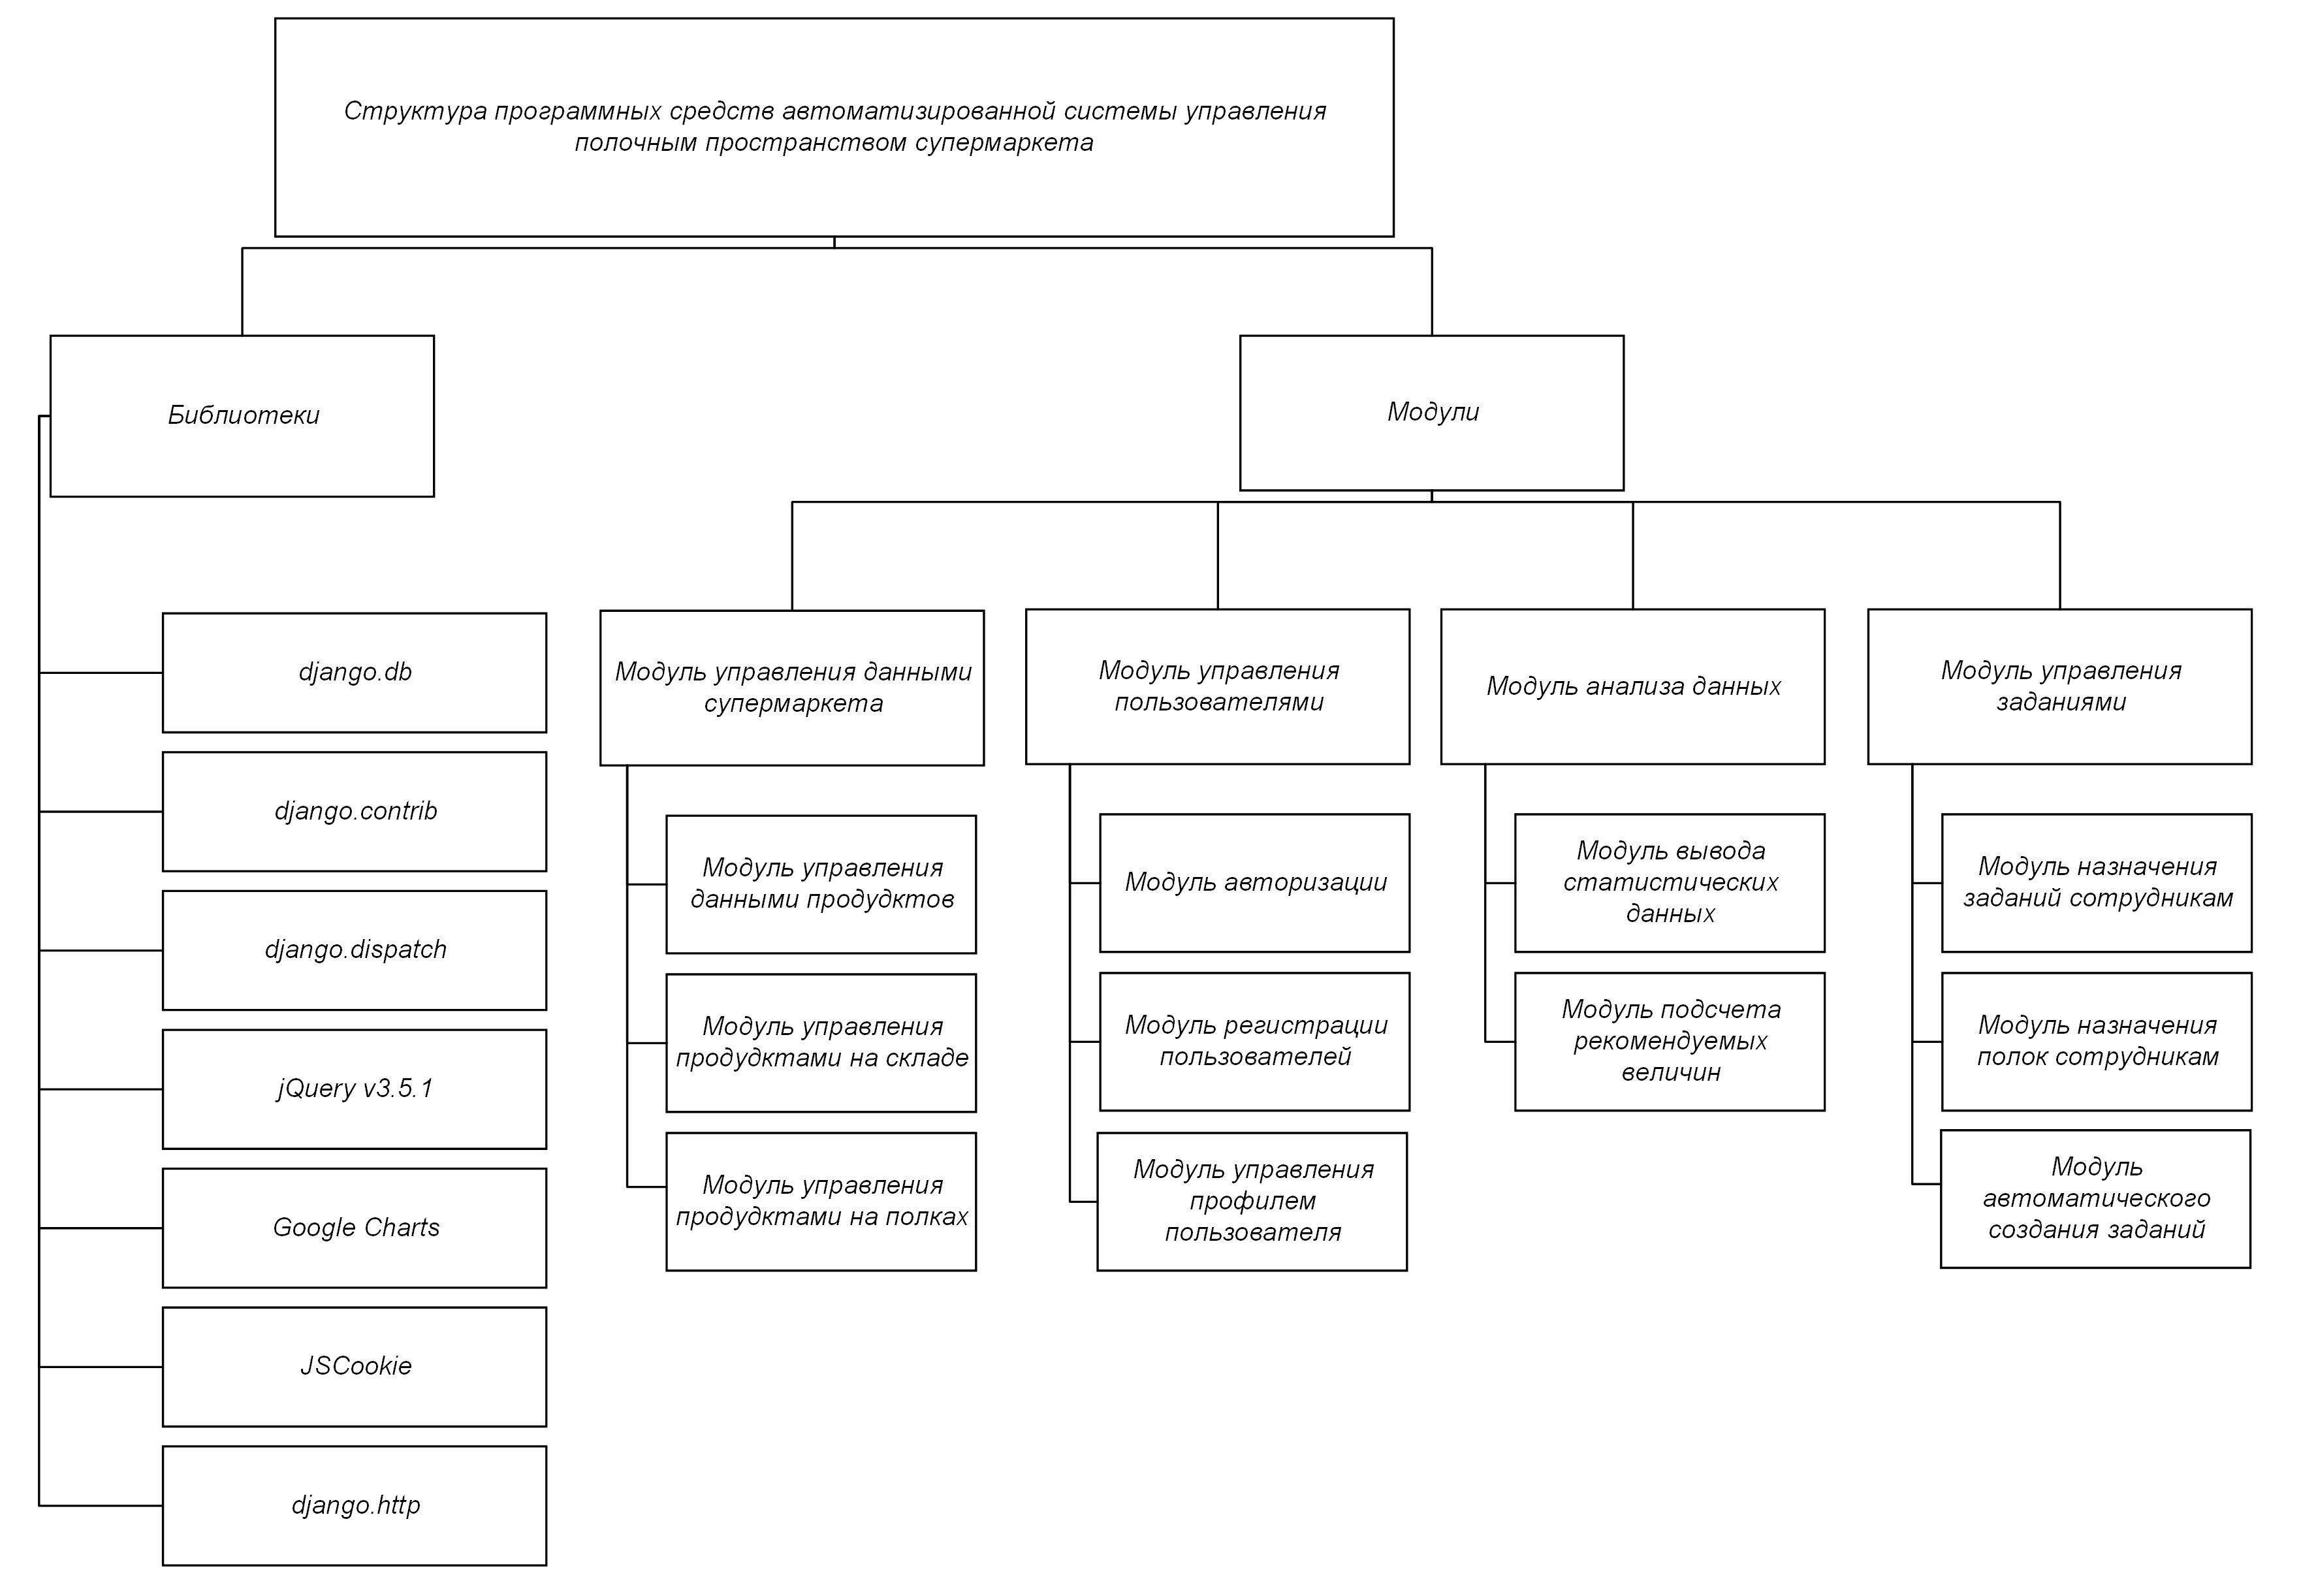 Структура программных средств автоматизированной системы управления
полочным пространством супермаркета
Библиотеки
Модули
django.db
django.contrib
django.dispatch
jQuery v3.5.1
Google Charts
JSCookie
django.http
Модуль управления данными
супермаркета
Модуль управления
данными продудктов
Модуль управления
продудктами на складе
Модуль управления
продудктами на полках
Модуль управления
пользователями
Модуль авторизации
Модуль регистрации
пользователей
Модуль управления
профилем
пользователя
Модуль анализа данных
Модуль вывода
статистических
данных
Модуль подсчета
рекомендуемых
величин
Модуль управления
заданиями
Модуль назначения
заданий сотрудникам
Модуль назначения
полок сотрудникам
Модуль
автоматического
создания заданий